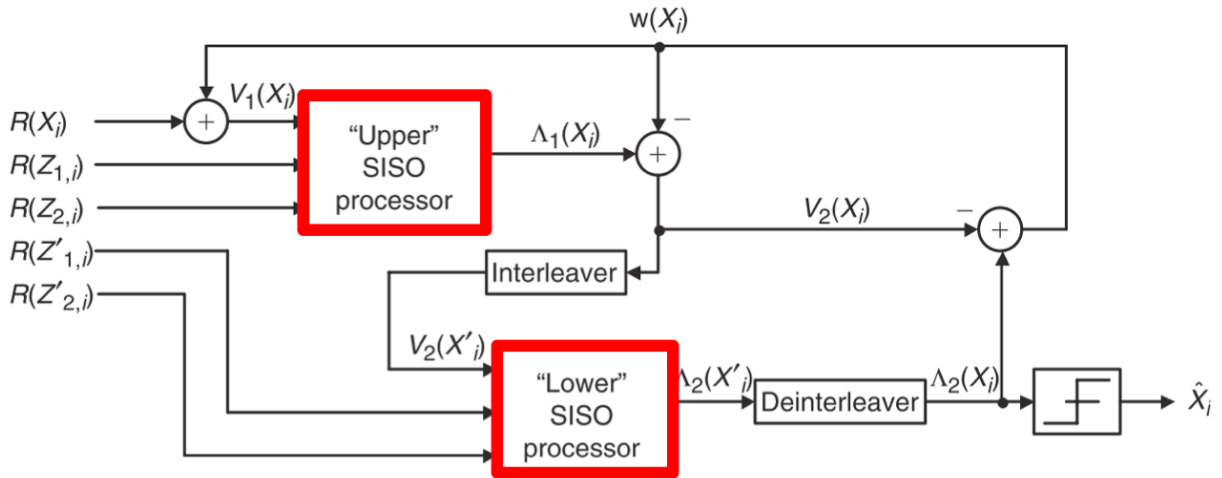 w(Xᵢ)
R(Xᵢ)
+
V₁(Xᵢ)
“Upper”
SISO
processor
Λ₁(Xᵢ)
−
+
R(Z₁,ᵢ)
R(Z₂,ᵢ)
V₂(Xᵢ)
−
+
R(Z'₁,ᵢ)
R(Z'₂,ᵢ)
Interleaver
V₂(X'ᵢ)
“Lower”
SISO
processor
Λ₂(X'ᵢ)
Deinterleaver
Λ₂(Xᵢ)
X̂ᵢ